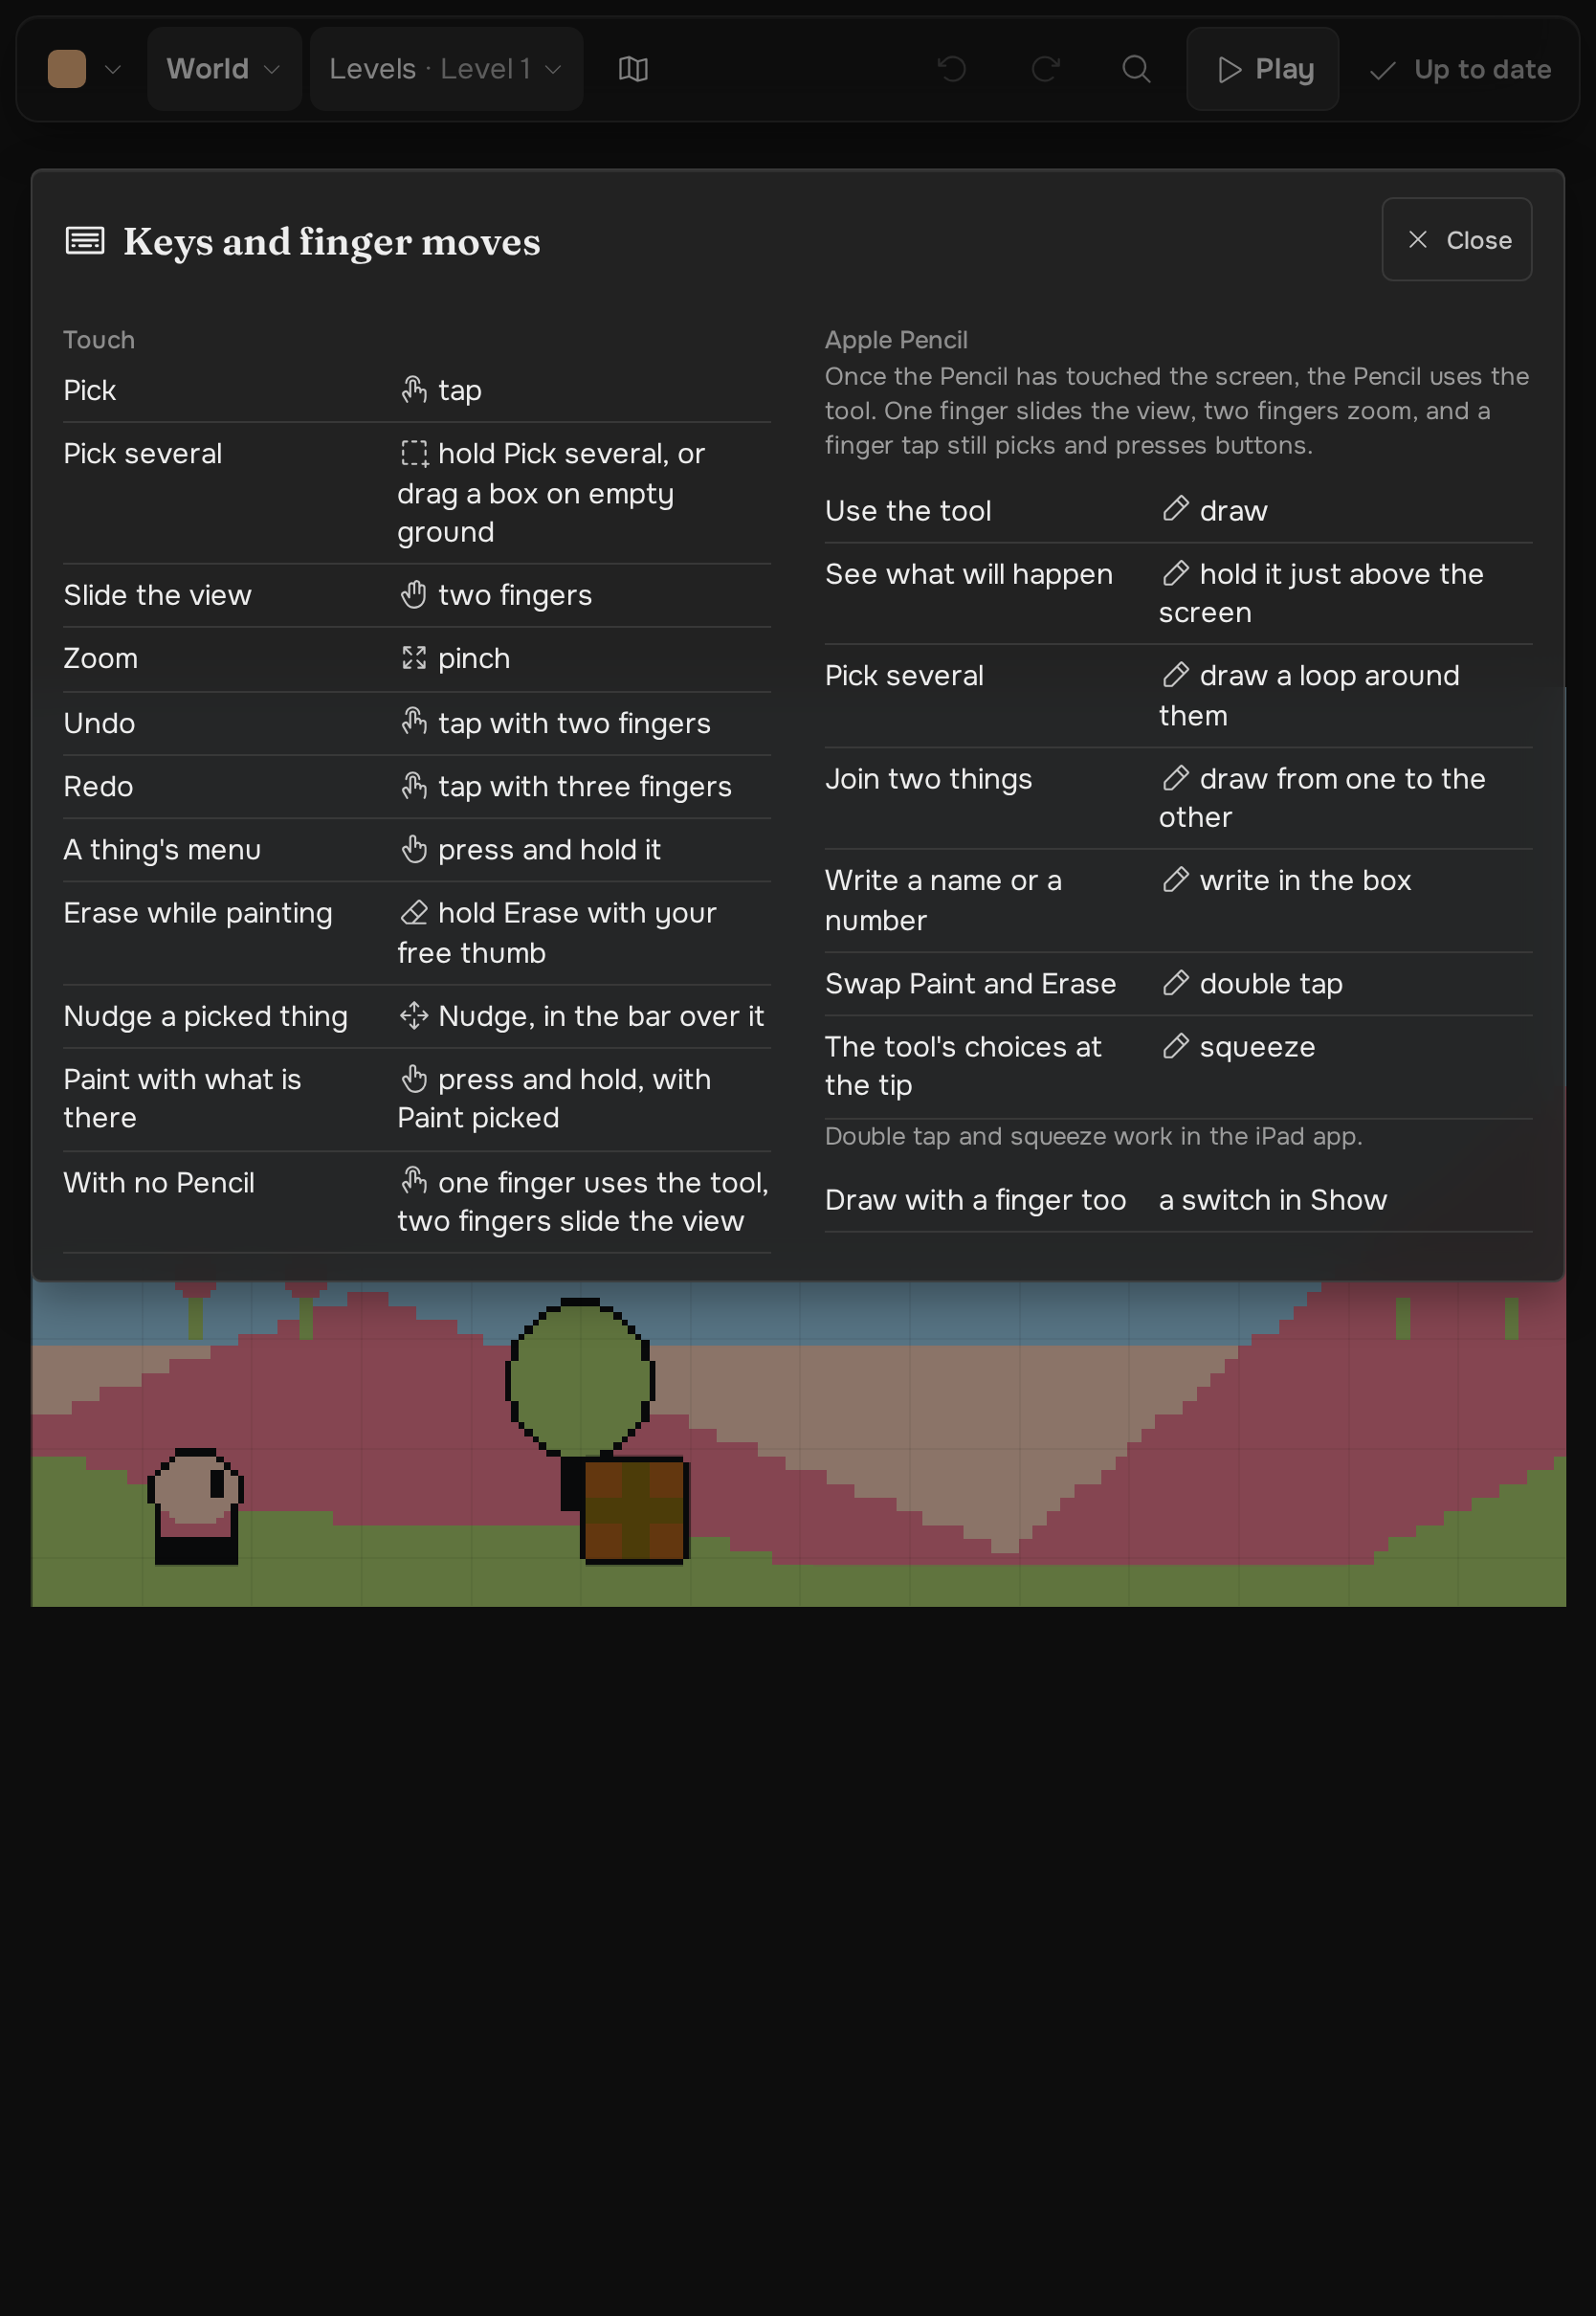 World
Levels · Level 1
Play
Up to date
Keys and finger moves
Close
Touch
Pick
tap
Pick several
hold Pick several, or
drag a box on empty
ground
Slide the view
two fingers
Zoom
pinch
Undo
tap with two fingers
Redo
tap with three fingers
A thing's menu
press and hold it
Erase while painting
hold Erase with your
free thumb
Nudge a picked thing
Nudge, in the bar over it
Paint with what is
there
press and hold, with
Paint picked
With no Pencil
one finger uses the tool,
two fingers slide the view
Apple Pencil
Once the Pencil has touched the screen, the Pencil uses the
tool. One finger slides the view, two fingers zoom, and a
finger tap still picks and presses buttons.
Use the tool
draw
See what will happen
hold it just above the
screen
Pick several
draw a loop around
them
Join two things
draw from one to the
other
Write a name or a
number
write in the box
Swap Paint and Erase
double tap
The tool's choices at
the tip
squeeze
Double tap and squeeze work in the iPad app.
Draw with a finger too
a switch in Show